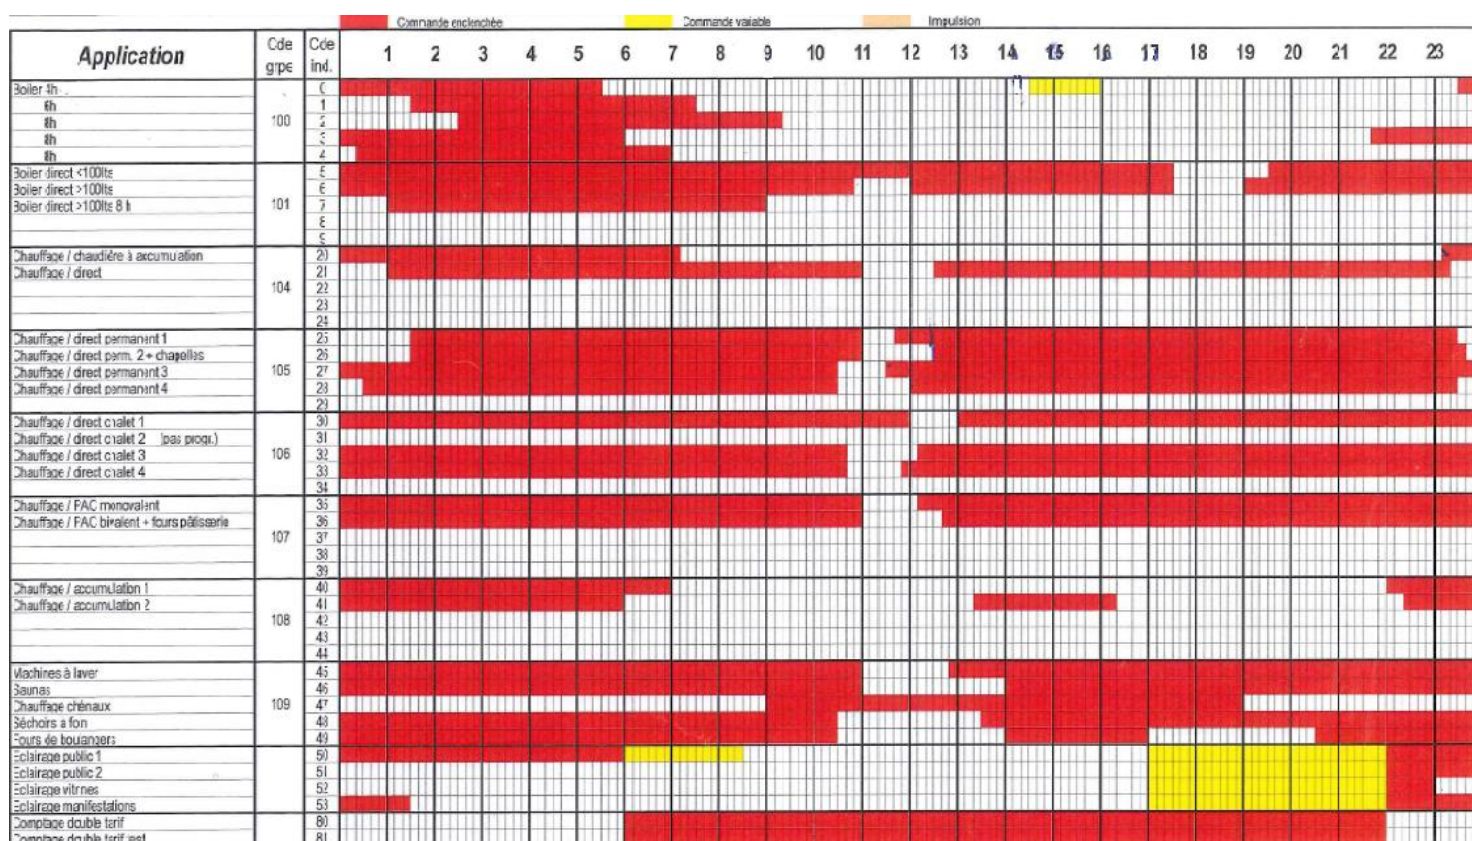 Commande enclenchée Commande variable Impulsion
Application Cde grpe Cde ind. 1 2 3 4 5 6 7 8 9 10 11 12 13 14 15 16 17 18 19 20 21 22 23
Boiler 4h 0
6h 1
8h 100 2
8h 3
8h 4
Boiler direct <100lts 5
Boiler direct >100lts 6
Boiler direct >100lts 8 h 101 7
8
9
Chauffage / chaudière à accumulation 20
Chauffage / direct 21
104 22
23
24
Chauffage / direct permanent 1 25
Chauffage / direct perm. 2 + chapelles 26
Chauffage / direct permanent 3 105 27
Chauffage / direct permanent 4 28
29
Chauffage / direct chalet 1 30
Chauffage / direct chalet 2 (pas progr.) 31
Chauffage / direct chalet 3 106 32
Chauffage / direct chalet 4 33
34
Chauffage / PAC monovalent 35
Chauffage / PAC bivalent + fours pâtisserie 36
107 37
38
39
Chauffage / accumulation 1 40
Chauffage / accumulation 2 41
108 42
43
44
Machines à laver 45
Saunas 46
Chauffage chénaux 109 47
Séchoirs à foin 48
Fours de boulangers 49
Eclairage public 1 50
Eclairage public 2 51
Eclairage vitrines 52
Eclairage manifestations 53
Comptage double tarif 80
Comptage double tarif 81